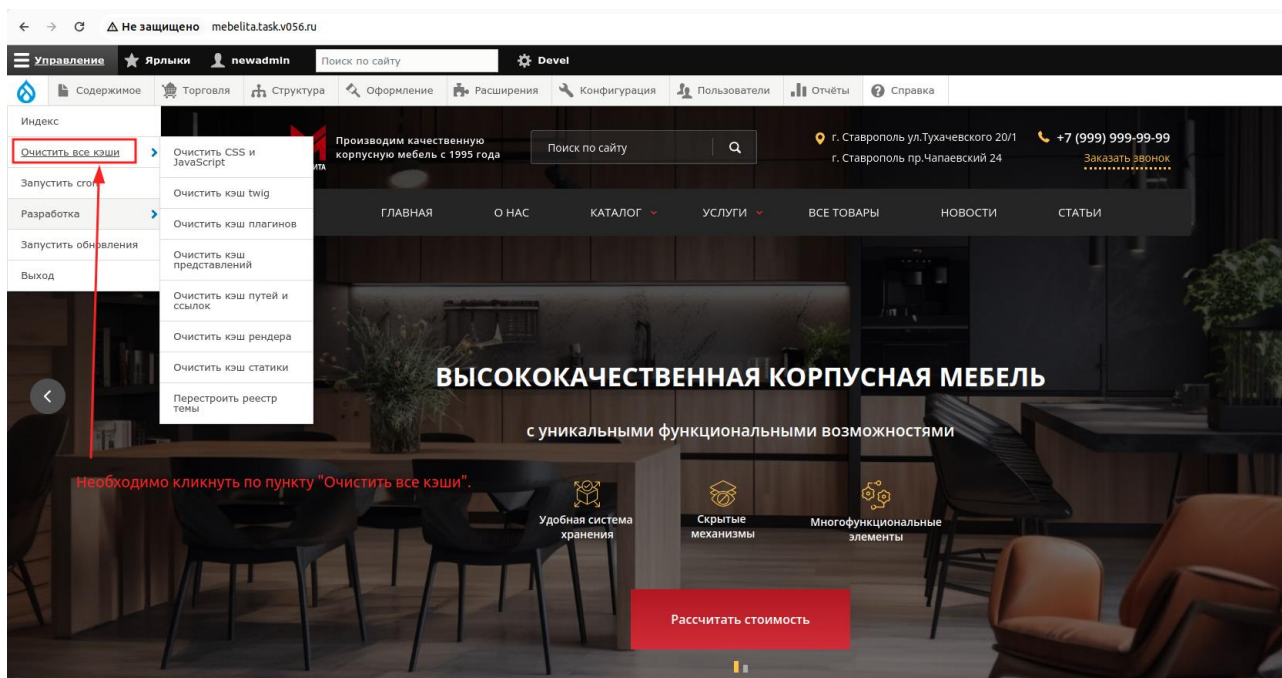 Не защищено mebelita.task.v056.ru
Управление Ярлыки newadmin Поиск по сайту Devel
Содержимое Торговля Структура Оформление Расширения Конфигурация Пользователи Отчёты Справка
Индекс
Очистить все кэши
Запустить cron
Разработка
Запустить обновления
Выход
Очистить CSS и
JavaScript
Очистить кэш twig
Очистить кэш плагинов
Очистить кэш
представлений
Очистить кэш путей и
ссылок
Очистить кэш рендера
Очистить кэш статики
Перестроить реестр
темы
Производим качественную
корпусную мебель с 1995 года
Поиск по сайту
г. Ставрополь ул.Тухачевского 20/1
г. Ставрополь пр.Чапаевский 24
+7 (999) 999-99-99
Заказать звонок
ГЛАВНАЯ О НАС КАТАЛОГ УСЛУГИ ВСЕ ТОВАРЫ НОВОСТИ СТАТЬИ
ВЫСОКОКАЧЕСТВЕННАЯ КОРПУСНАЯ МЕБЕЛЬ
с уникальными функциональными возможностями
Необходимо кликнуть по пункту "Очистить все кэши".
Удобная система
хранения
Скрытые
механизмы
Многофункциональные
элементы
Рассчитать стоимость